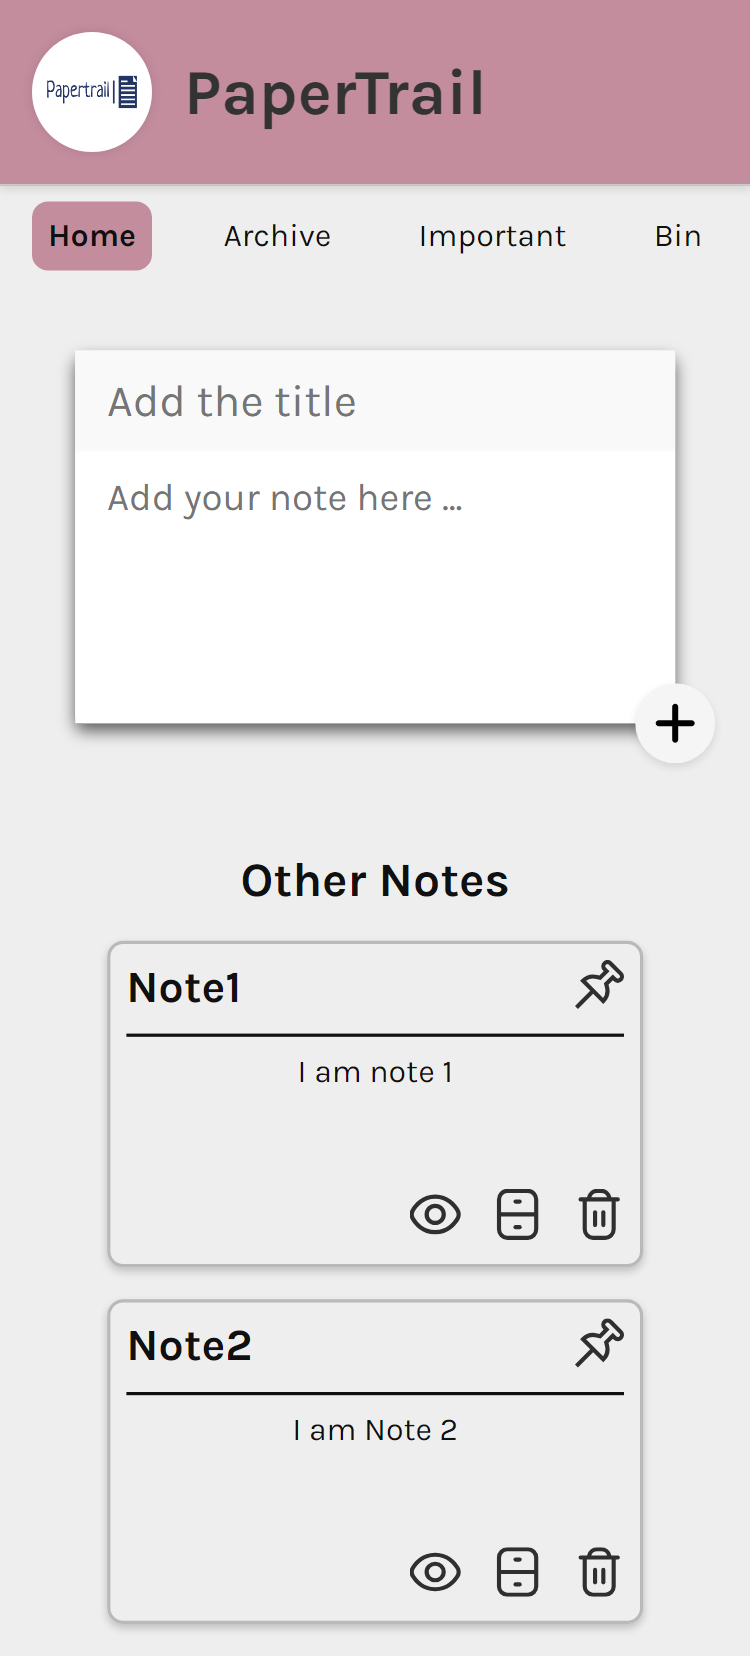 Papertrail
PaperTrail
Home Archive Important Bin
Add the title
Add your note here ...
Other Notes
Note1
I am note 1
Note2
I am Note 2